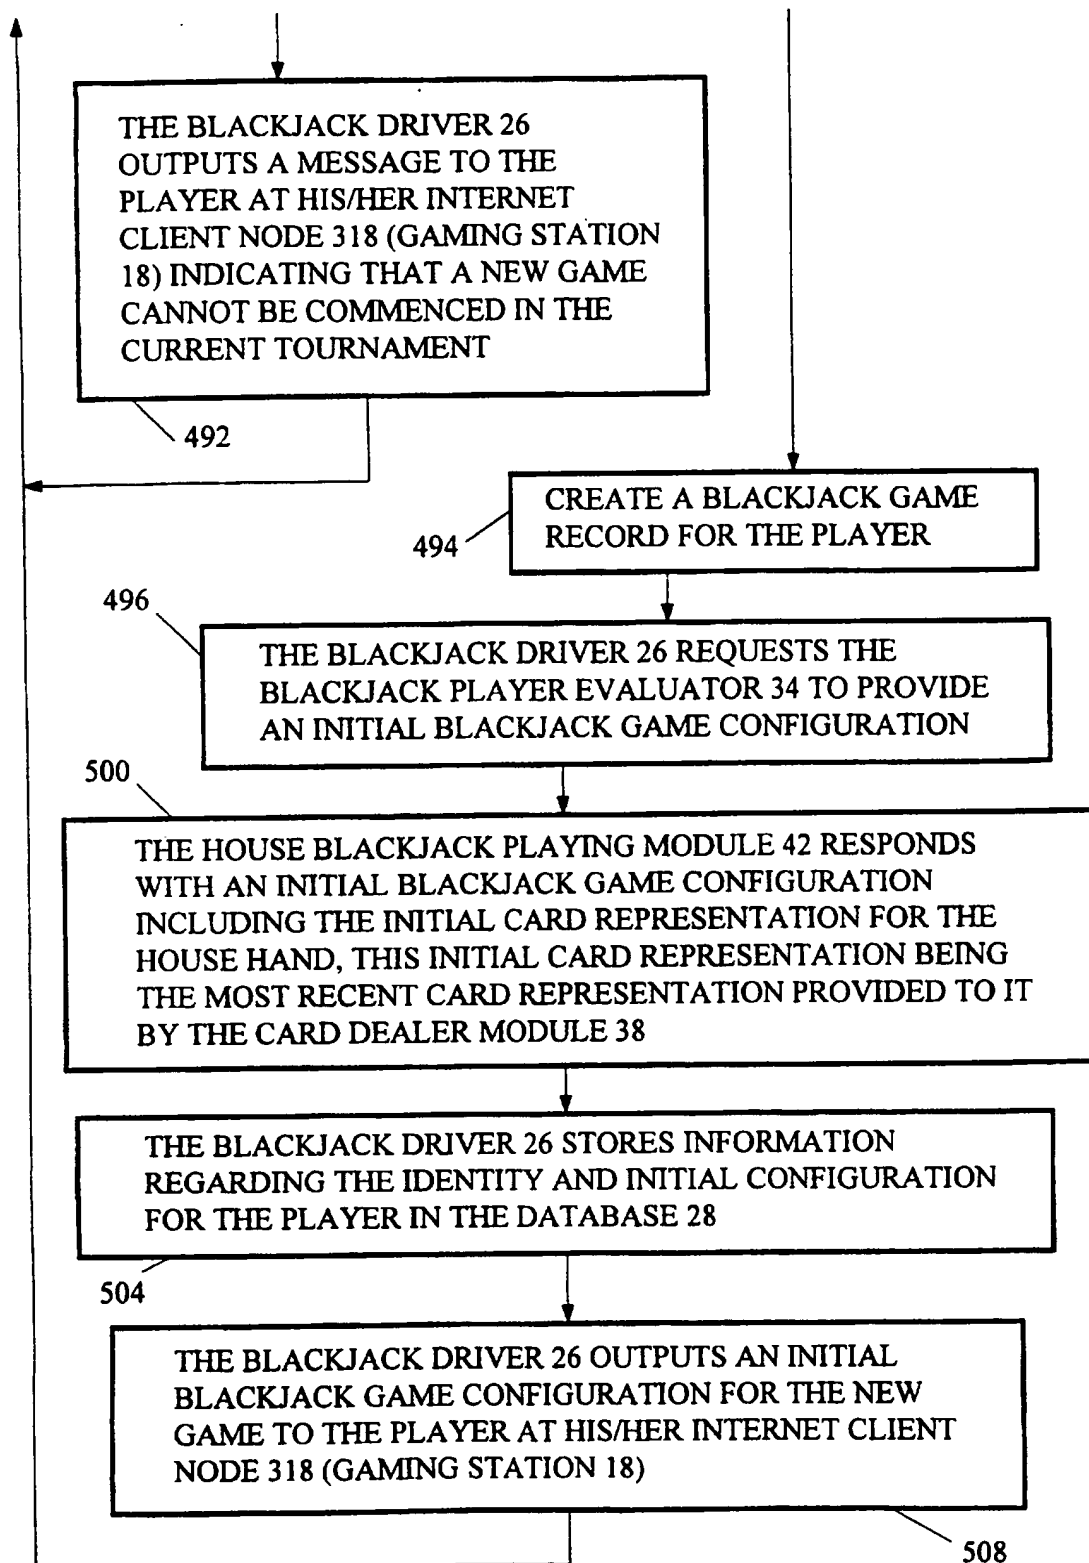 THE BLACKJACK DRIVER 26
OUTPUTS A MESSAGE TO THE
PLAYER AT HIS/HER INTERNET
CLIENT NODE 318 (GAMING STATION
18) INDICATING THAT A NEW GAME
CANNOT BE COMMENCED IN THE
CURRENT TOURNAMENT
492
CREATE A BLACKJACK GAME
RECORD FOR THE PLAYER
494
496
THE BLACKJACK DRIVER 26 REQUESTS THE
BLACKJACK PLAYER EVALUATOR 34 TO PROVIDE
AN INITIAL BLACKJACK GAME CONFIGURATION
500
THE HOUSE BLACKJACK PLAYING MODULE 42 RESPONDS
WITH AN INITIAL BLACKJACK GAME CONFIGURATION
INCLUDING THE INITIAL CARD REPRESENTATION FOR THE
HOUSE HAND, THIS INITIAL CARD REPRESENTATION BEING
THE MOST RECENT CARD REPRESENTATION PROVIDED TO IT
BY THE CARD DEALER MODULE 38
THE BLACKJACK DRIVER 26 STORES INFORMATION
REGARDING THE IDENTITY AND INITIAL CONFIGURATION
FOR THE PLAYER IN THE DATABASE 28
504
THE BLACKJACK DRIVER 26 OUTPUTS AN INITIAL
BLACKJACK GAME CONFIGURATION FOR THE NEW
GAME TO THE PLAYER AT HIS/HER INTERNET CLIENT
NODE 318 (GAMING STATION 18)
508